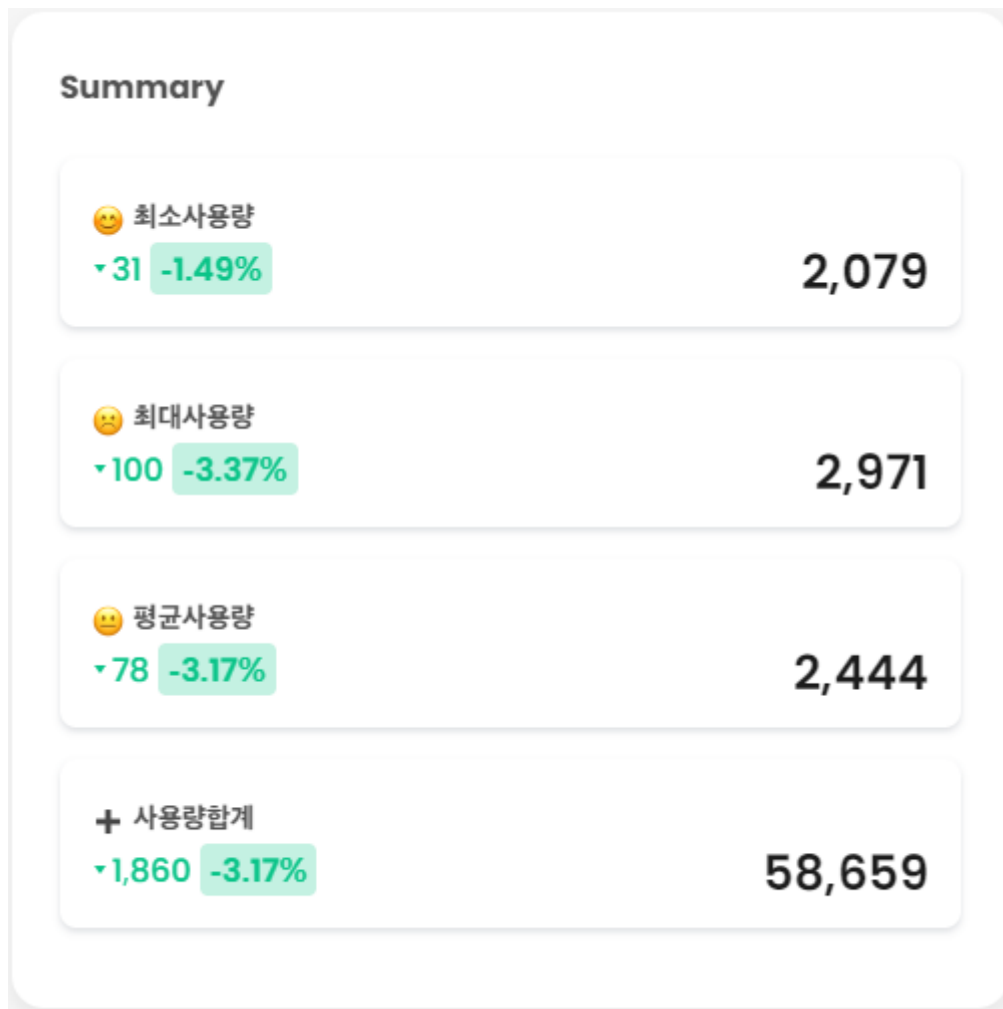 Summary
😊 최소사용량
▼31 -1.49%
2,079
☹️ 최대사용량
▼100 -3.37%
2,971
😐 평균사용량
▼78 -3.17%
2,444
➕ 사용량합계
▼1,860 -3.17%
58,659